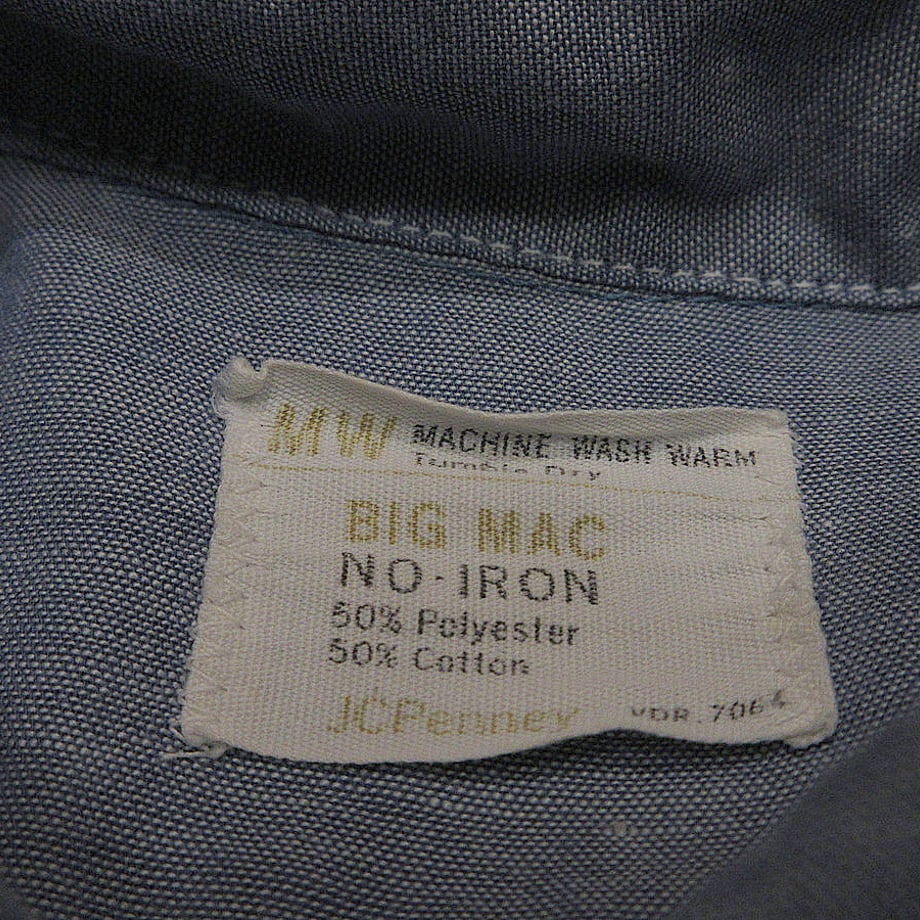 MW MACHINE WASH WARM
Tumble Dry
BIG MAC
NO-IRON
50% Polyester
50% Cotton
JCPenney VDR. 7064